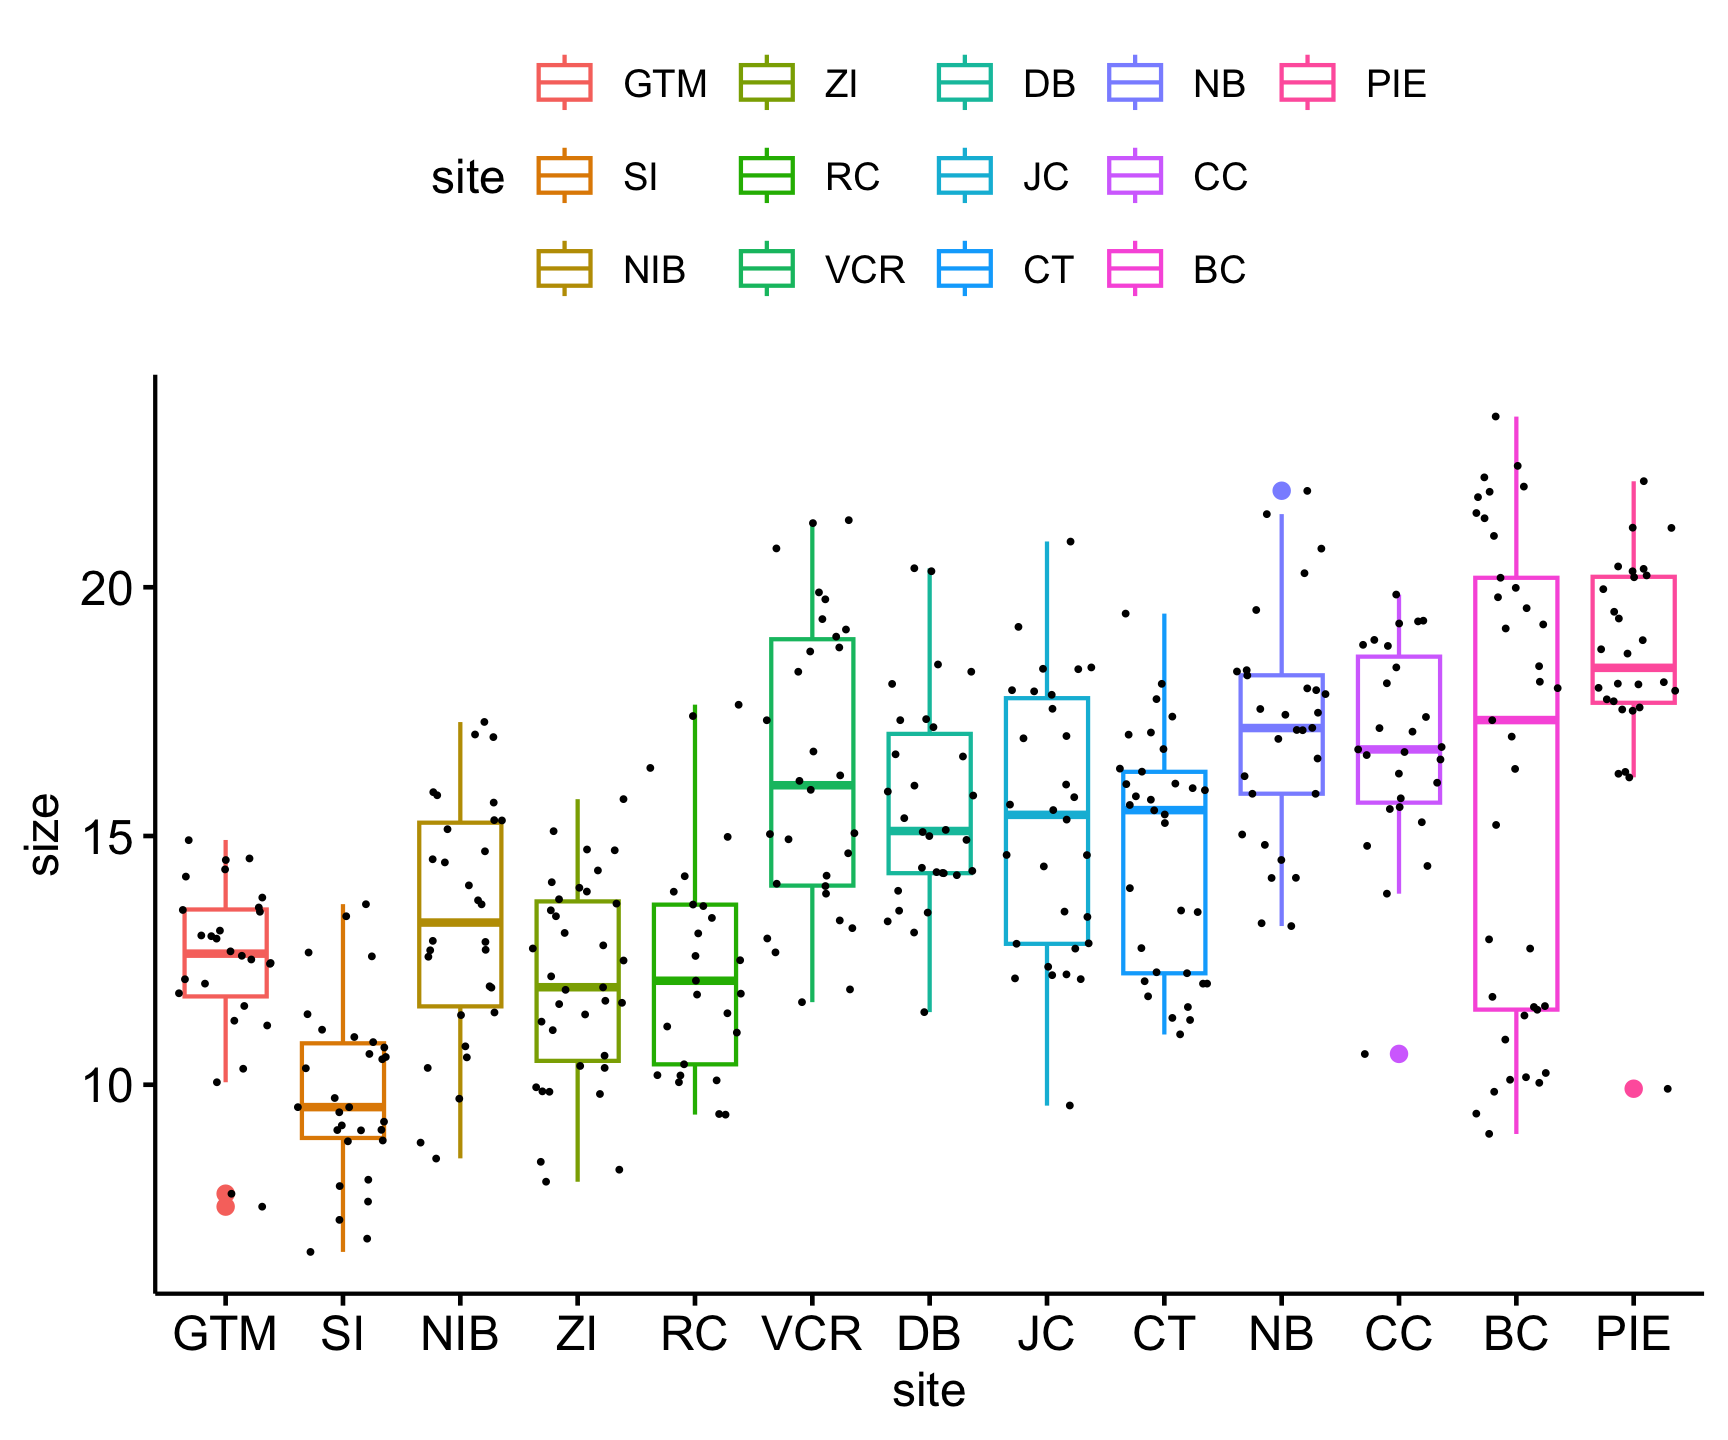 GTM ZI DB NB PIE
site SI RC JC CC
NIB VCR CT BC
20
15
10
size
GTM SI NIB ZI RC VCR DB JC CT NB CC BC PIE
site